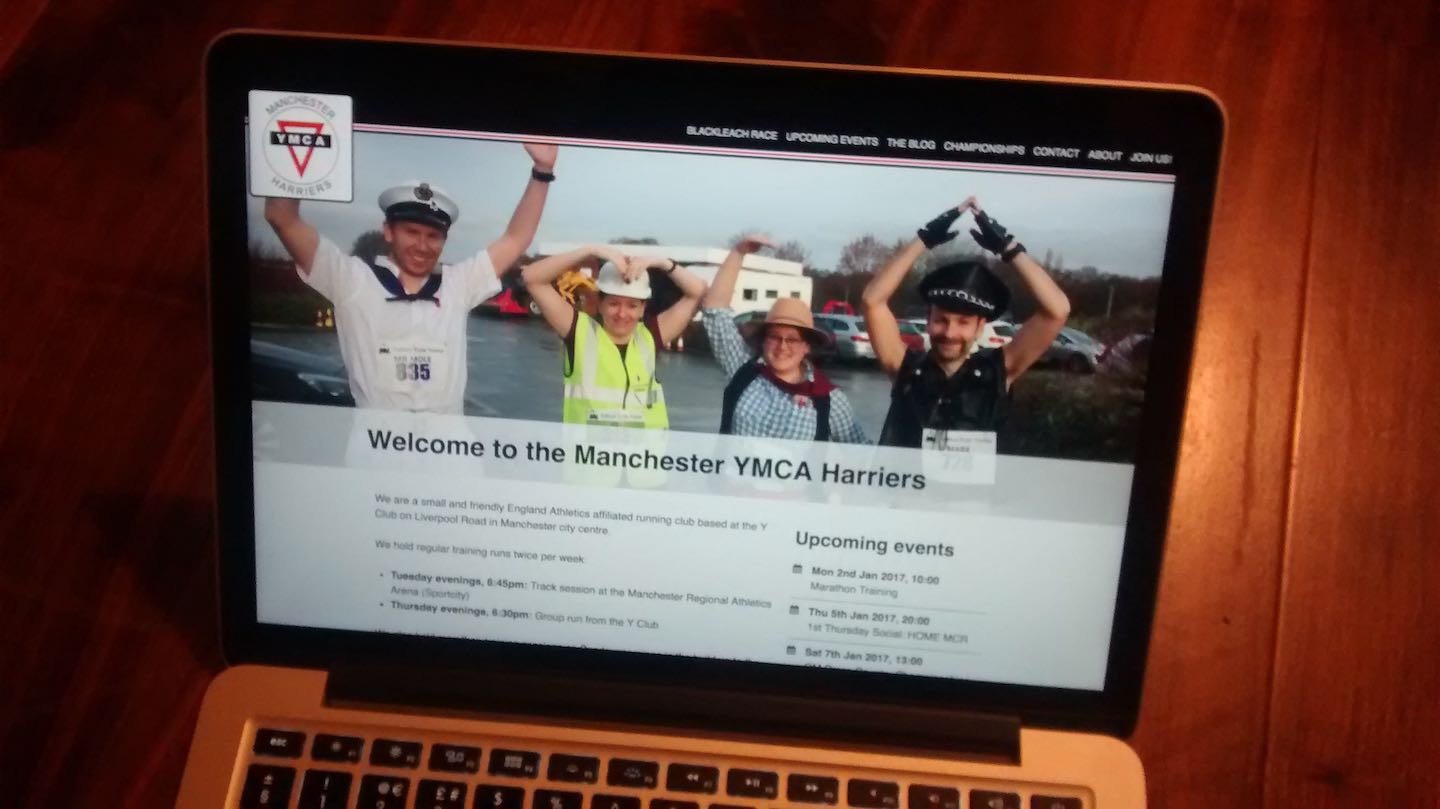 MANCHESTER
YMCA
HARRIERS
BLACKLEACH RACE UPCOMING EVENTS THE BLOG CHAMPIONSHIPS CONTACT ABOUT JOIN US!
835
Welcome to the Manchester YMCA Harriers
We are a small and friendly England Athletics affiliated running club based at the Y
Club on Liverpool Road in Manchester city centre.
We hold regular training runs twice per week:
• Tuesday evenings, 6:45pm: Track session at the Manchester Regional Athletics
Arena (Sportcity)
• Thursday evenings, 6:30pm: Group run from the Y Club
Upcoming events
Mon 2nd Jan 2017, 10:00
Marathon Training
Thu 5th Jan 2017, 20:00
1st Thursday Social: HOME MCR
Sat 7th Jan 2017, 13:00
esc